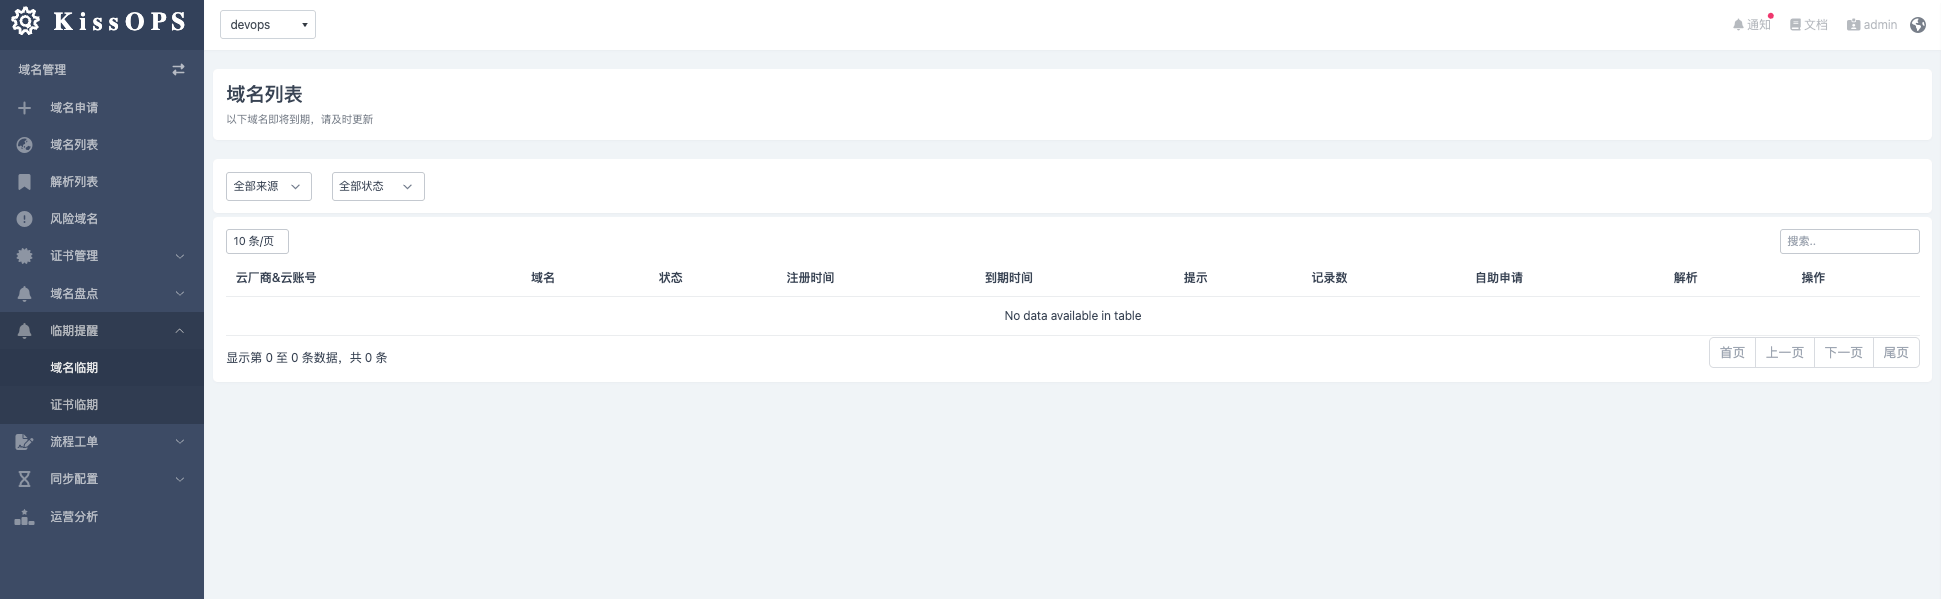 KissOPS
devops
通知
文档
admin
域名管理
域名申请
域名列表
解析列表
风险域名
证书管理
域名盘点
临期提醒
域名临期
证书临期
流程工单
同步配置
运营分析
域名列表
以下域名即将到期，请及时更新
全部来源
全部状态
10 条/页
搜索..
云厂商&云账号 域名 状态 注册时间 到期时间 提示 记录数 自助申请 解析 操作
No data available in table
显示第 0 至 0 条数据，共 0 条
首页 上一页 下一页 尾页